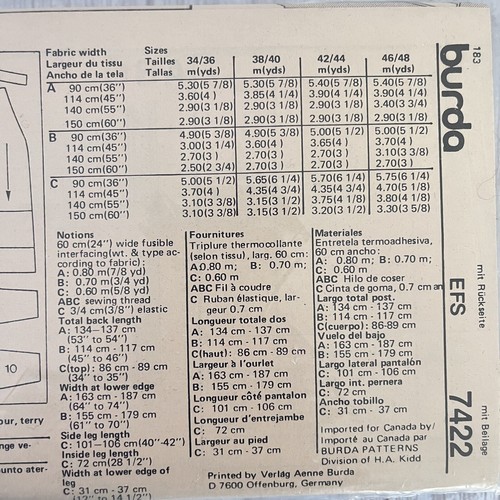 Fabric width Sizes
Largeur du tissu Tailles 34/36 38/40 42/44 46/48
Ancho de la tela Tallas m(yds) m(yds) m(yds) m(yds)
A 90 cm(36") 5.30(5 7/8) 5.30(5 7/8) 5.40(5 7/8) 5.40(5 7/8)
114 cm(45") 3.60(4) 3.85(4 1/4) 3.90(4 1/4) 3.90(4 1/4)
140 cm(55") 2.90(3 1/8) 2.90(3 1/8) 2.90(3 1/8) 3.40(3 3/4)
150 cm(60") 2.90(3 1/8) 2.90(3 1/8) 2.90(3 1/8) 2.90(3 1/8)
B 90 cm(36") 4.90(5 3/8) 4.90(5 3/8) 5.00(5 1/2) 5.00(5 1/2)
114 cm(45") 3.00(3 1/4) 3.60(4) 3.65(4) 3.70(4)
140 cm(55") 2.70(3) 2.70(3) 2.70(3) 3.10(3 3/8)
150 cm(60") 2.50(2 3/4) 2.70(3) 2.70(3) 2.70(3)
C 90 cm(36") 5.00(5 1/2) 5.65(6 1/4) 5.70(6 1/4) 5.75(6 1/4)
114 cm(45") 3.70(4) 4.35(4 3/4) 4.35(4 3/4) 4.70(5 1/8)
140 cm(55") 3.10(3 3/8) 3.15(3 1/2) 3.75(4 1/8) 3.80(4 1/8)
150 cm(60") 3.10(3 3/8) 3.15(3 1/2) 3.20(3 1/2) 3.30(3 5/8)
Notions
60 cm(24") wide fusible
interfacing(wt. & type ac-
cording to fabric):
A: 0.80 m(7/8 yd)
B: 0.70 m(3/4 yd)
C: 0.60 m(5/8 yd)
ABC sewing thread
C 3/4 cm(3/8") elastic
Total back length
A: 134-137 cm
(53" to 54")
B: 114 cm - 117 cm
(45" to 46")
C(top): 86 cm - 89 cm
(34" to 35")
Width at lower edge
A: 163 cm - 187 cm
(64" to 74")
B: 155 cm - 179 cm
(61" to 70")
Side leg length
C: 101-106 cm(40"-42")
Inside leg length
C: 72 cm(28 1/2")
Width at lower edge of
leg
C: 31 cm - 37 cm
(12" to 14 1/2")
Fournitures
Triplure thermocollante
(selon tissu), larg. 60 cm:
A:0.80 m; B: 0.70 m;
C: 0.60 m
ABC Fil à coudre
C Ruban élastique, lar-
geur 0.7 cm
Longueur totale dos
A: 134 cm - 137 cm
B: 114 cm - 117 cm
C(haut): 86 cm - 89 cm
Largeur à l'ourlet
A: 163 cm - 187 cm
B: 155 cm - 179 cm
Longueur côté pantalon
C: 101 cm - 106 cm
Longueur d'entrejambe
C: 72 cm
Largeur au pied
C: 31 cm - 37 cm
Materiales
Entretela termoadhesiva,
60 cm ancho:
A: 0.80 m; B: 0.70 m;
C: 0.60 m
ABC Hilo de coser
C Cinta de goma, 0.7 cm an
Largo total post.
A: 134 cm - 137 cm
B: 114 cm - 117 cm
C(cuerpo): 86-89 cm
Vuelo del bajo
A: 163 cm - 187 cm
B: 155 cm - 179 cm
Largo lateral pantalón
C: 101 cm - 106 cm
Largo int. pernera
C: 72 cm
Ancho tobillo
C: 31 cm - 37 cm
Imported for Canada by/
Importé au Canada par
BURDA PATTERNS
Division of H.A. Kidd
Printed by Verlag Aenne Burda
D 7600 Offenburg, Germany
183
burda
mit Rückseite
EFS
mit Beilage
7422
10
our, terry
nge ve-
unto ater-